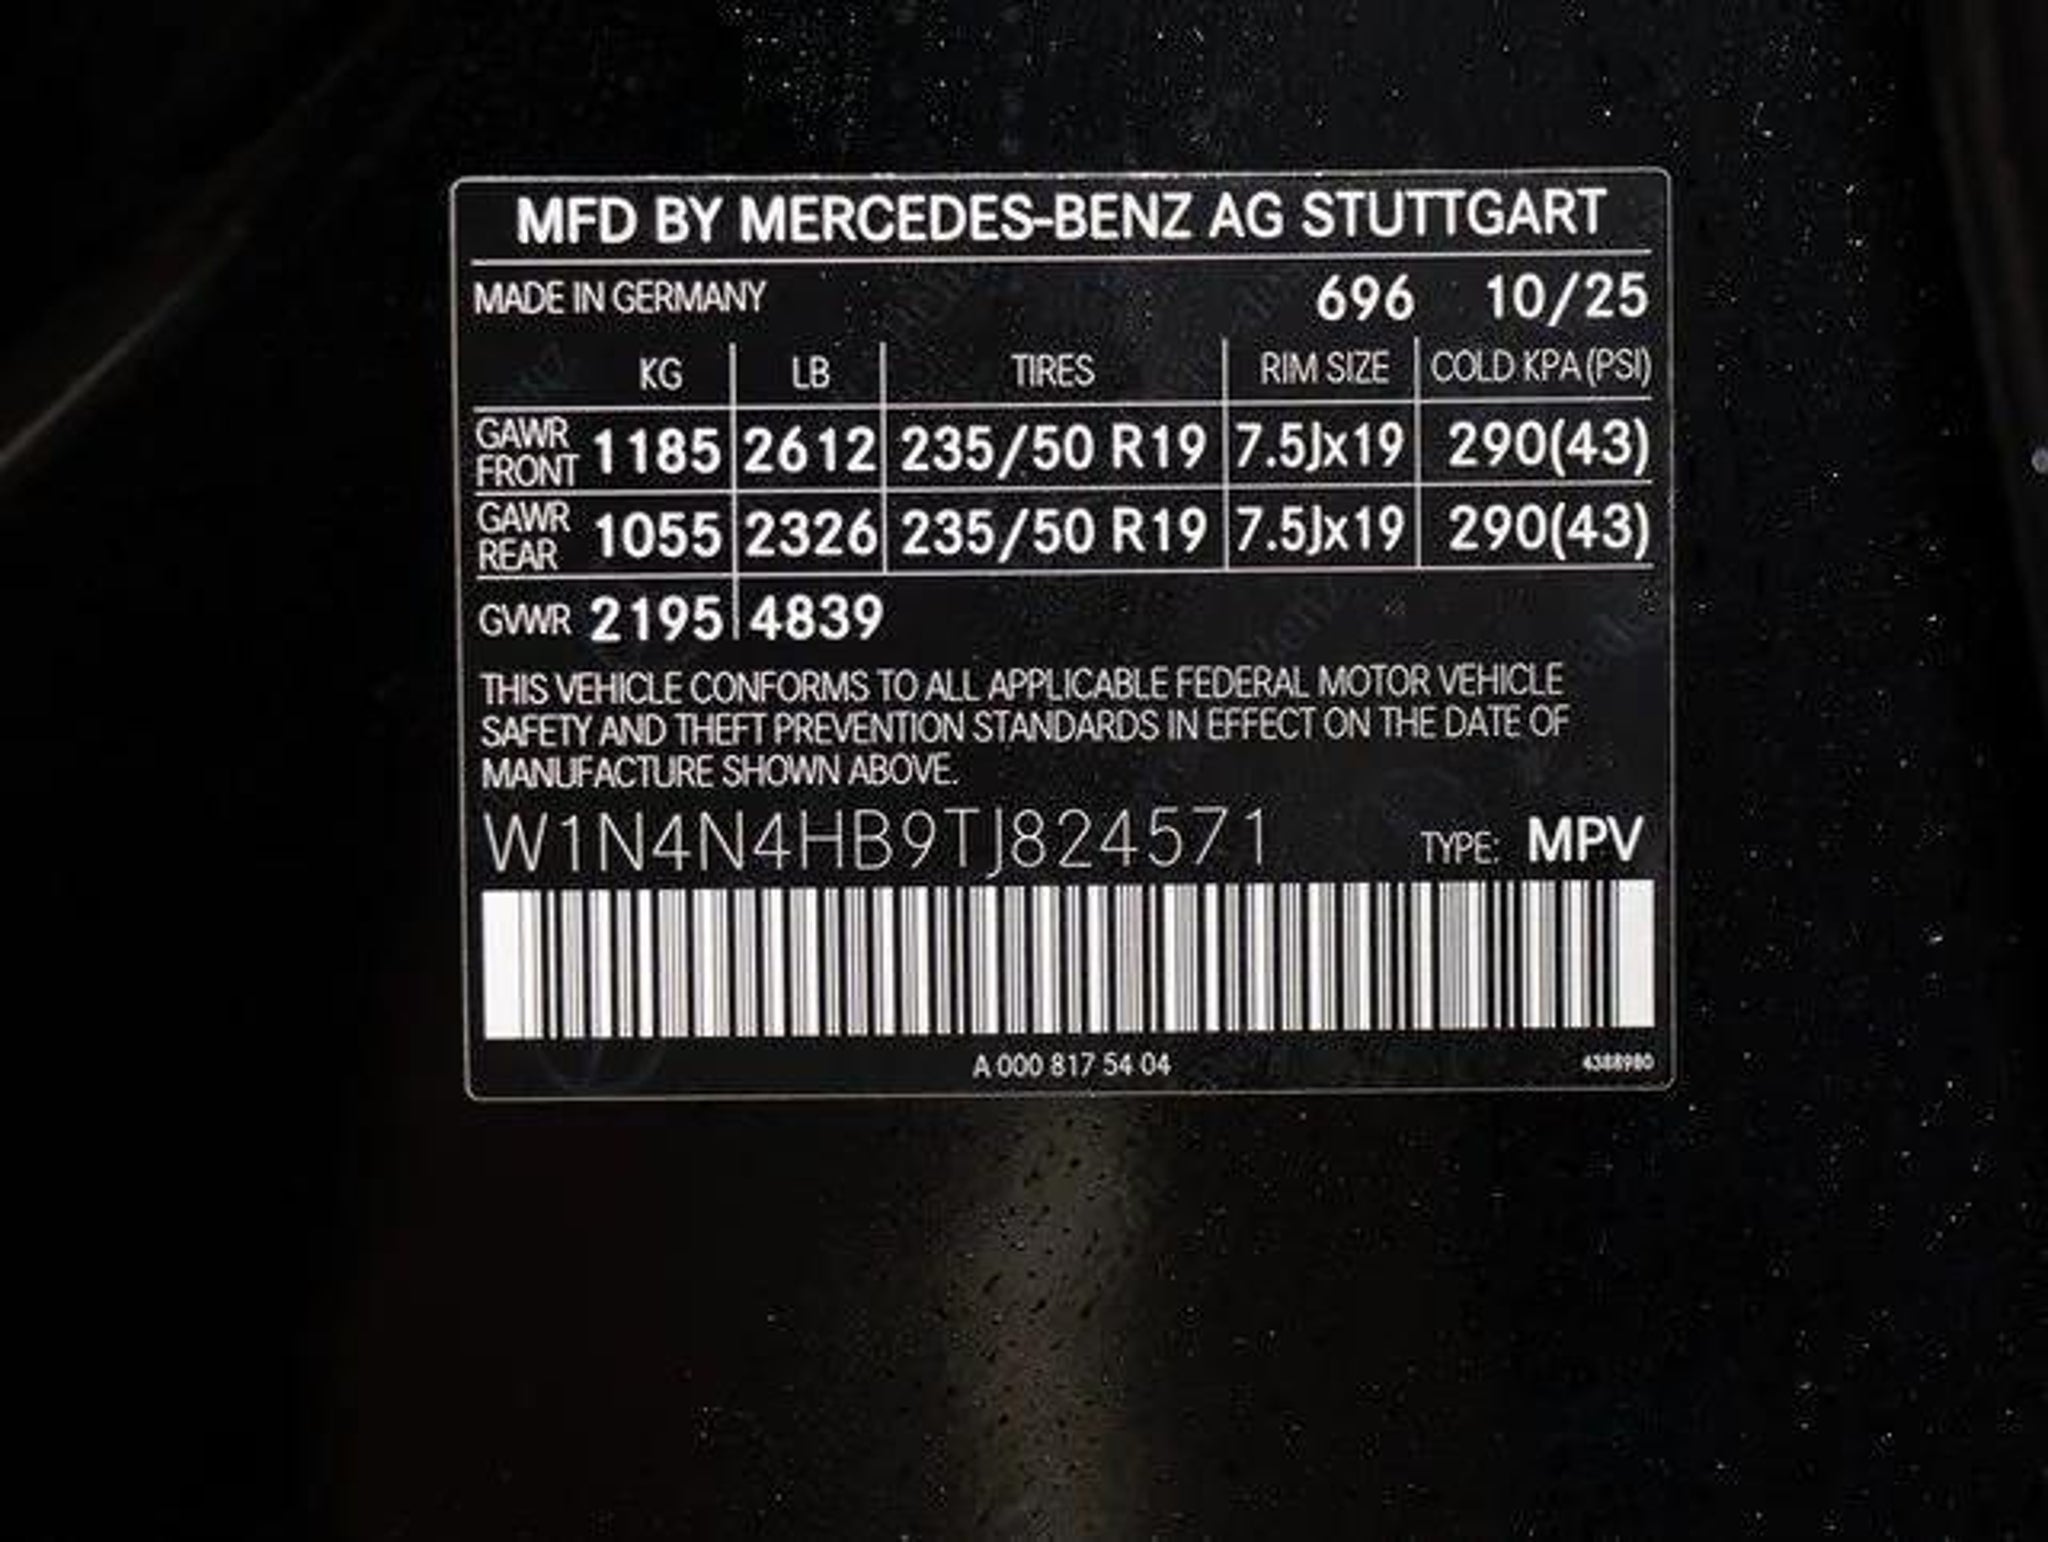 MFD BY MERCEDES-BENZ AG STUTTGART
MADE IN GERMANY 696 10/25
KG LB TIRES RIM SIZE COLD KPA (PSI)
GAWR FRONT 1185 2612 235/50 R19 7.5Jx19 290(43)
GAWR REAR 1055 2326 235/50 R19 7.5Jx19 290(43)
GVWR 2195 4839
THIS VEHICLE CONFORMS TO ALL APPLICABLE FEDERAL MOTOR VEHICLE
SAFETY AND THEFT PREVENTION STANDARDS IN EFFECT ON THE DATE OF
MANUFACTURE SHOWN ABOVE.
W1N4N4HB9TJ824571 TYPE: MPV
A 000 817 54 04 4388980